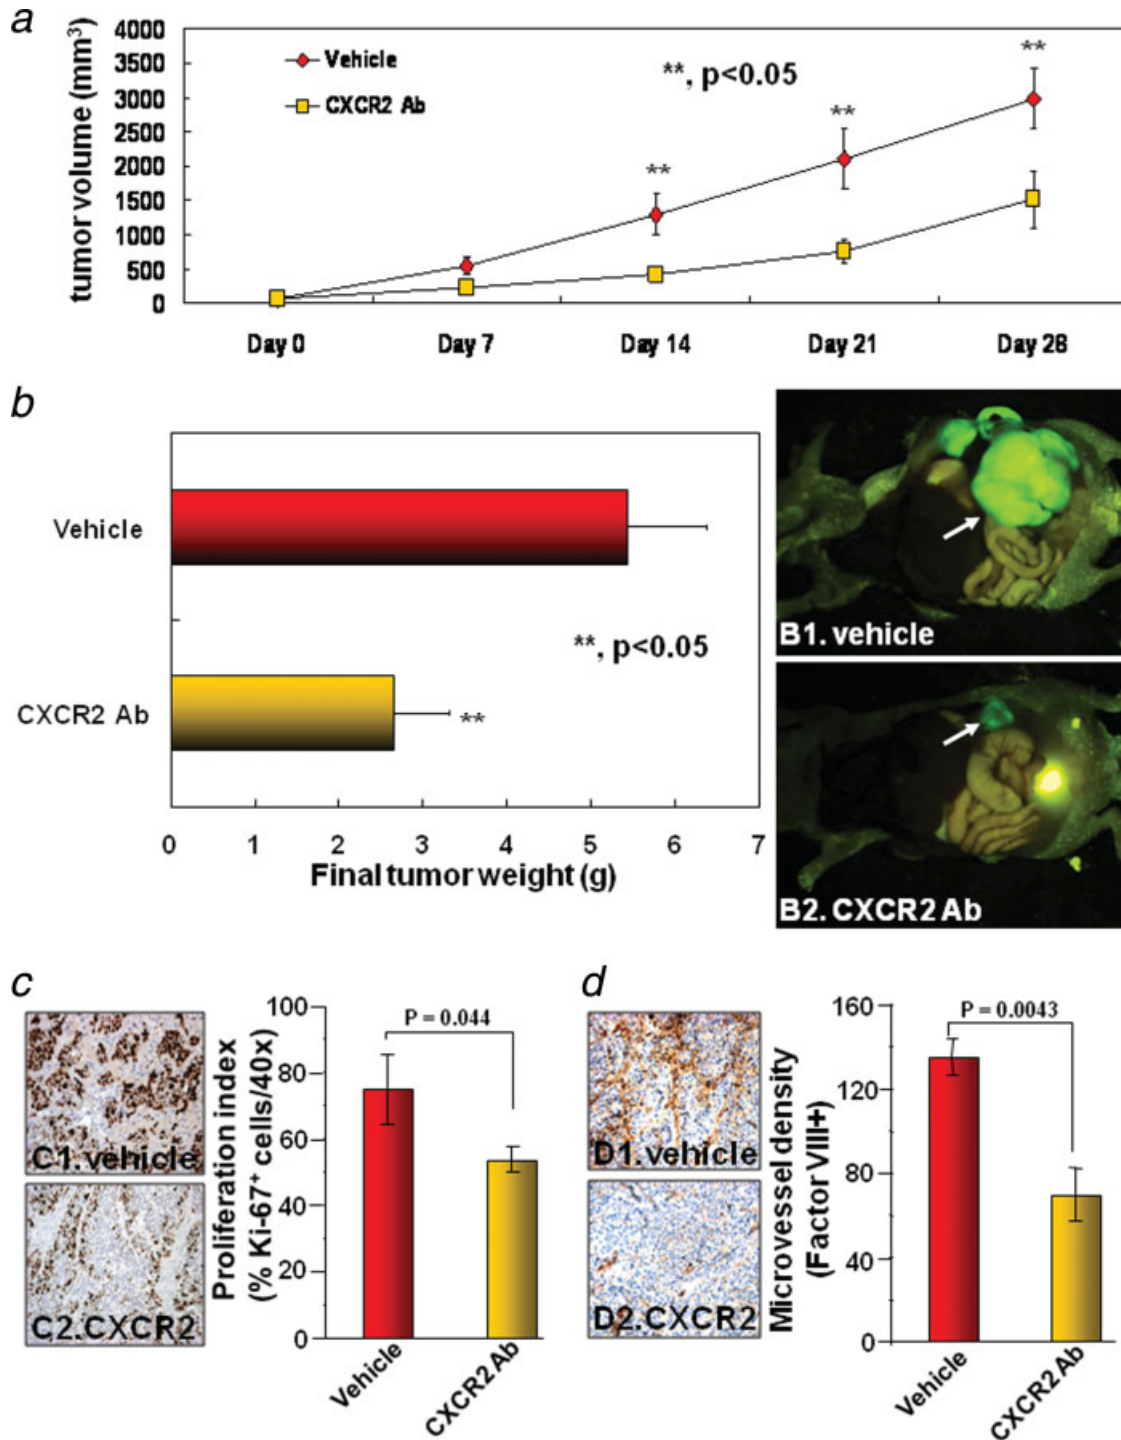 a
tumor volume (mm³)
4000
3500
3000
2500
2000
1500
1000
500
0
Vehicle
CXCR2 Ab
**, p<0.05
**
**
**
Day 0
Day 7
Day 14
Day 21
Day 28
b
Vehicle
CXCR2 Ab
**
**, p<0.05
0
1
2
3
4
5
6
7
Final tumor weight (g)
B1. vehicle
B2. CXCR2 Ab
c
C1.vehicle
C2.CXCR2
Proliferation index
(% Ki-67⁺ cells/40x)
100
80
60
40
20
0
P = 0.044
Vehicle
CXCR2 Ab
d
D1.vehicle
D2.CXCR2
Microvessel density
(Factor VIII+)
160
120
80
40
0
P = 0.0043
Vehicle
CXCR2 Ab